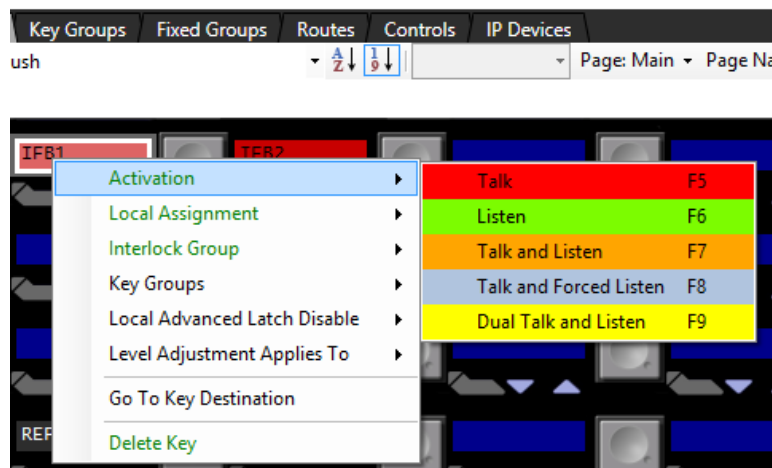 Key Groups Fixed Groups Routes Controls IP Devices
ush A Z 1 9 Page: Main Page Na
IFB1 IFB2
Activation Talk F5
Local Assignment Listen F6
Interlock Group Talk and Listen F7
Key Groups Talk and Forced Listen F8
Local Advanced Latch Disable Dual Talk and Listen F9
Level Adjustment Applies To
Go To Key Destination
REF
Delete Key